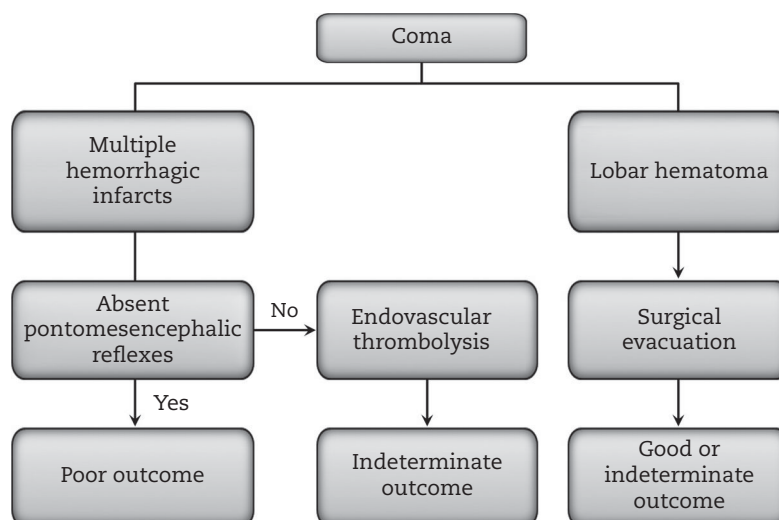 Coma
Multiple
hemorrhagic
infarcts
Lobar hematoma
Absent
pontomesencephalic
reflexes
No
Endovascular
thrombolysis
Surgical
evacuation
Yes
Poor outcome
Indeterminate
outcome
Good or
indeterminate
outcome